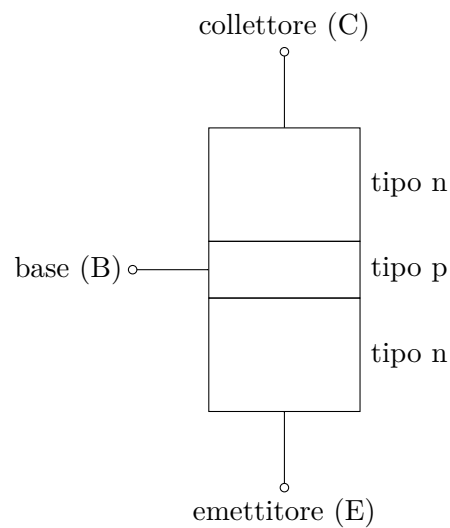 collettore (C)
tipo n
base (B)
tipo p
tipo n
emettitore (E)